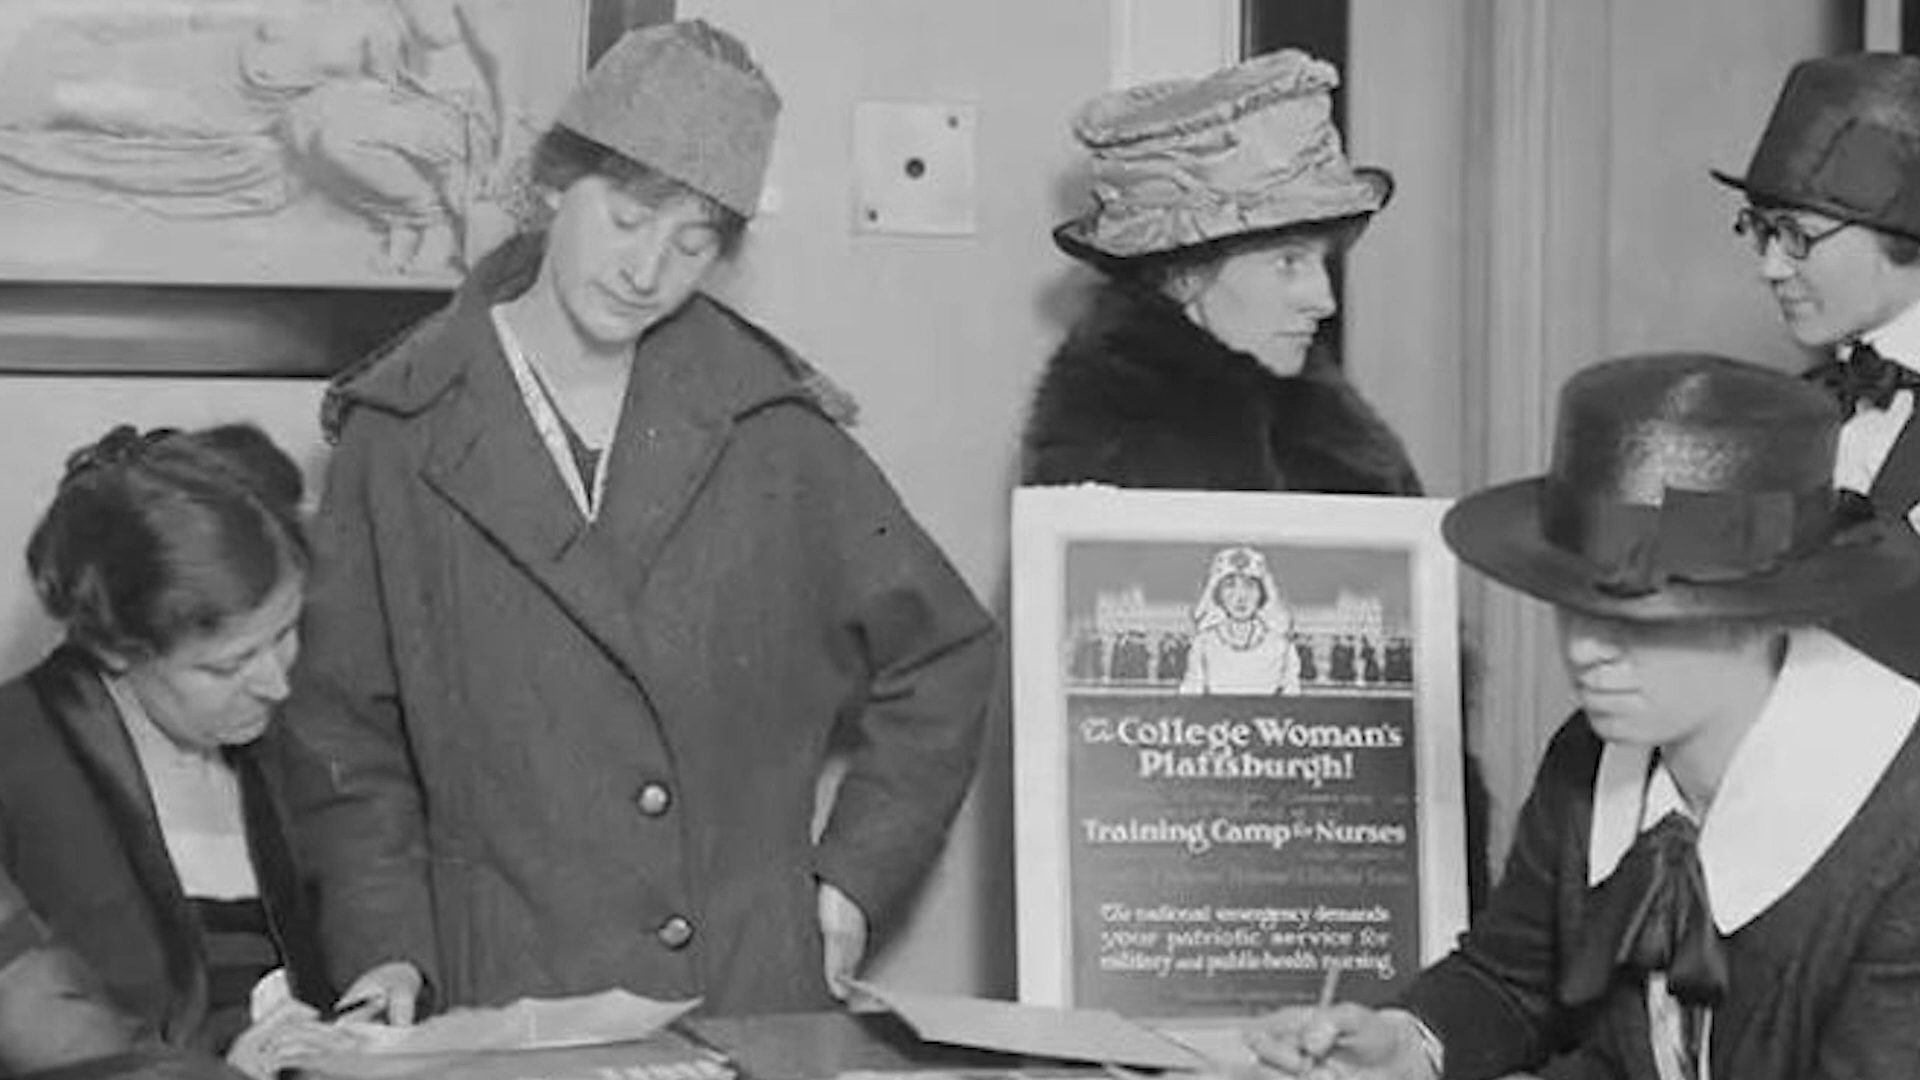 The College Woman's
Plattsburgh!
Training Camp for Nurses
The national emergency demands
your patriotic service for
military and public health nursing